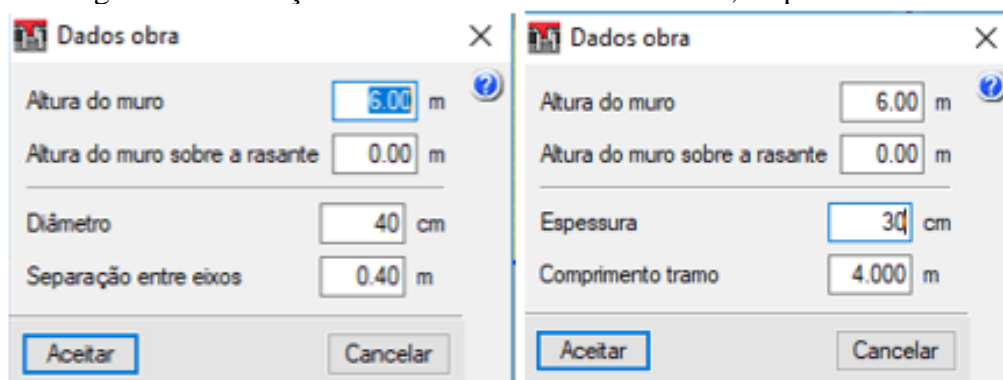 Dados obra
Altura do muro 6.00 m
Altura do muro sobre a rasante 0.00 m
Diâmetro 40 cm
Separação entre eixos 0.40 m
Aceitar Cancelar
Dados obra
Altura do muro 6.00 m
Altura do muro sobre a rasante 0.00 m
Espessura 30 cm
Comprimento tramo 4.000 m
Aceitar Cancelar